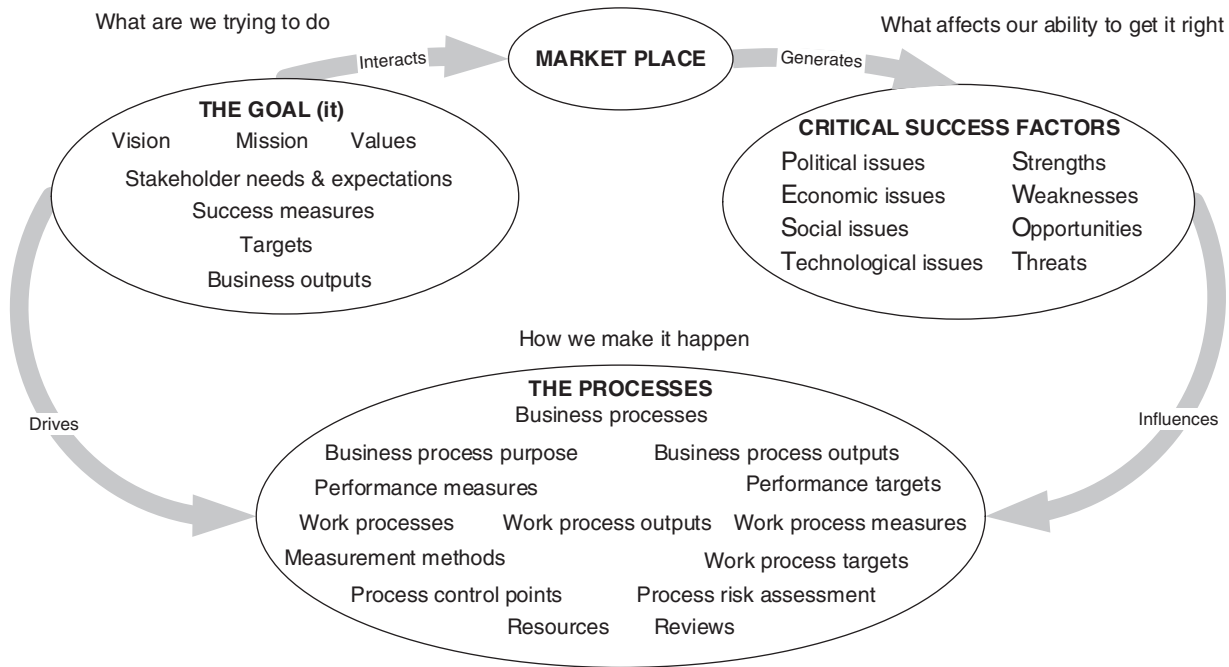 What are we trying to do
What affects our ability to get it right
Interacts
MARKET PLACE
Generates
THE GOAL (it)
Vision Mission Values
Stakeholder needs & expectations
Success measures
Targets
Business outputs
CRITICAL SUCCESS FACTORS
Political issues Strengths
Economic issues Weaknesses
Social issues Opportunities
Technological issues Threats
How we make it happen
Drives
Influences
THE PROCESSES
Business processes
Business process purpose Business process outputs
Performance measures Performance targets
Work processes Work process outputs Work process measures
Measurement methods Work process targets
Process control points Process risk assessment
Resources Reviews